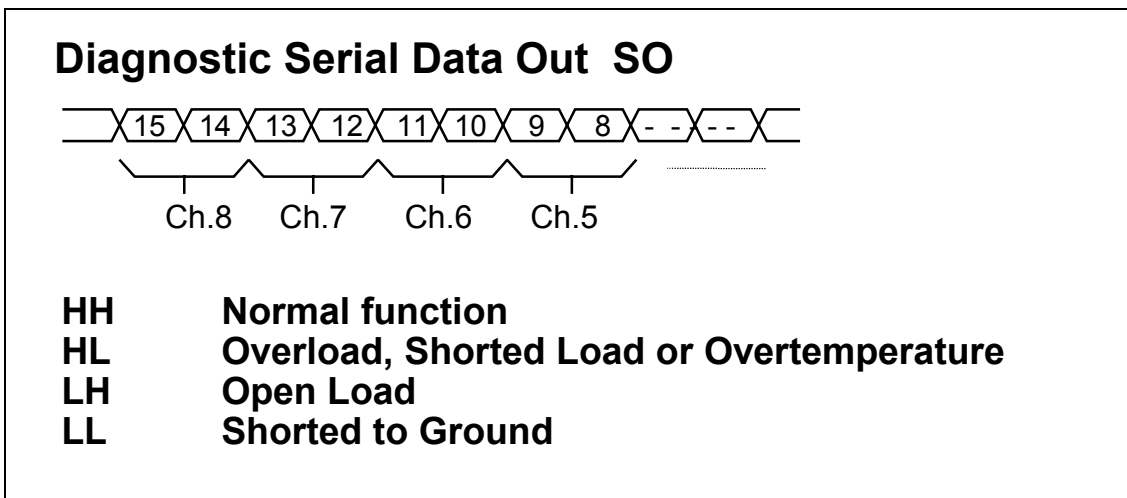 Diagnostic Serial Data Out SO
15 14 13 12 11 10 9 8 - - - -
Ch.8 Ch.7 Ch.6 Ch.5
HH Normal function
HL Overload, Shorted Load or Overtemperature
LH Open Load
LL Shorted to Ground